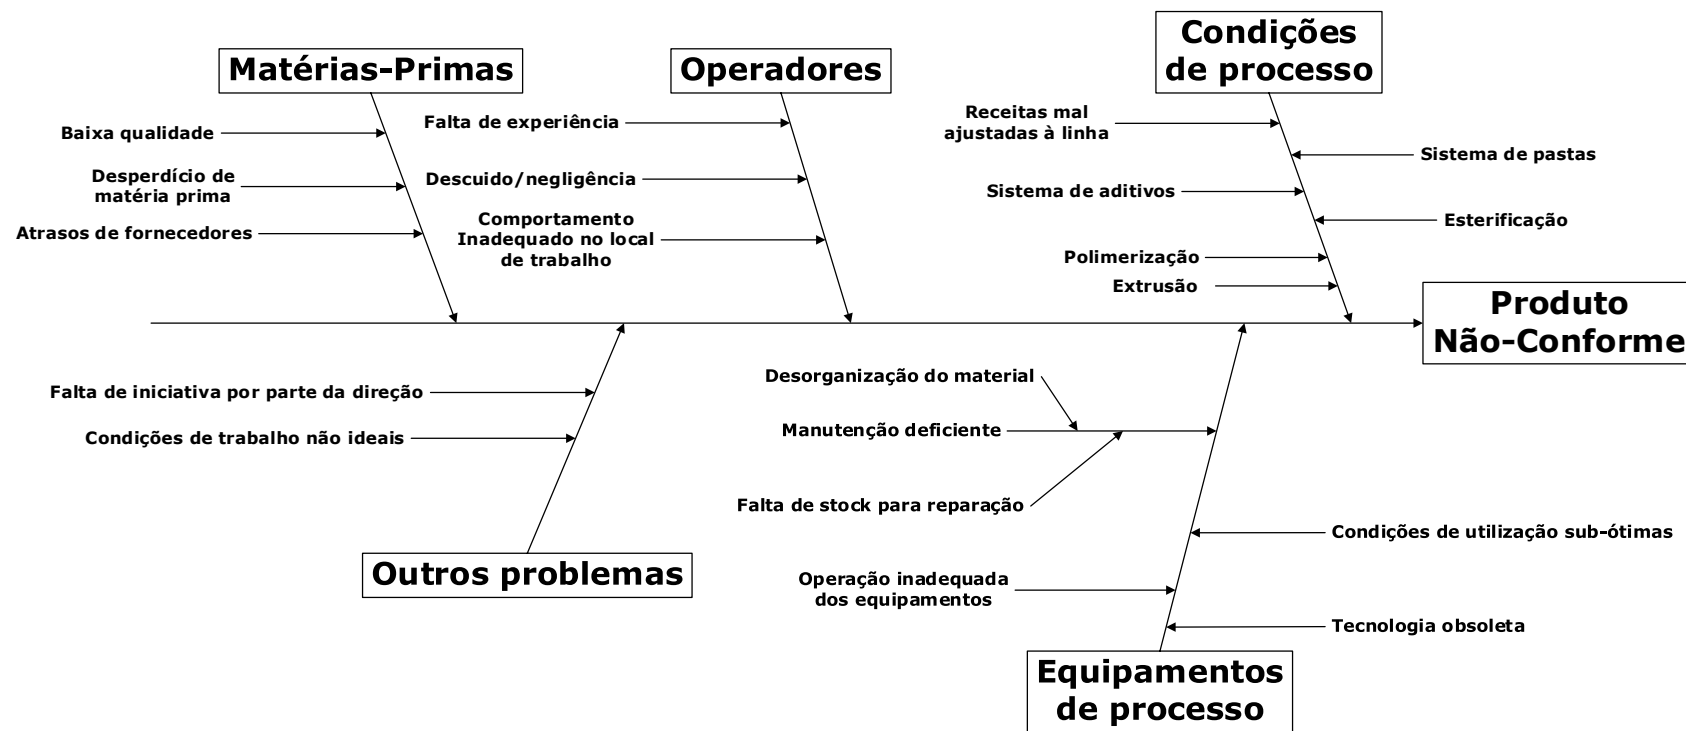 Condições
de processo
Matérias-Primas
Operadores
Receitas mal
ajustadas à linha
Falta de experiência
Baixa qualidade
Sistema de pastas
Desperdício de
matéria prima
Descuido/negligência
Sistema de aditivos
Comportamento
Inadequado no local
de trabalho
Esterificação
Atrasos de fornecedores
Polimerização
Extrusão
Produto
Não-Conforme
Desorganização do material
Falta de iniciativa por parte da direção
Manutenção deficiente
Condições de trabalho não ideais
Falta de stock para reparação
Condições de utilização sub-ótimas
Outros problemas
Operação inadequada
dos equipamentos
Tecnologia obsoleta
Equipamentos
de processo